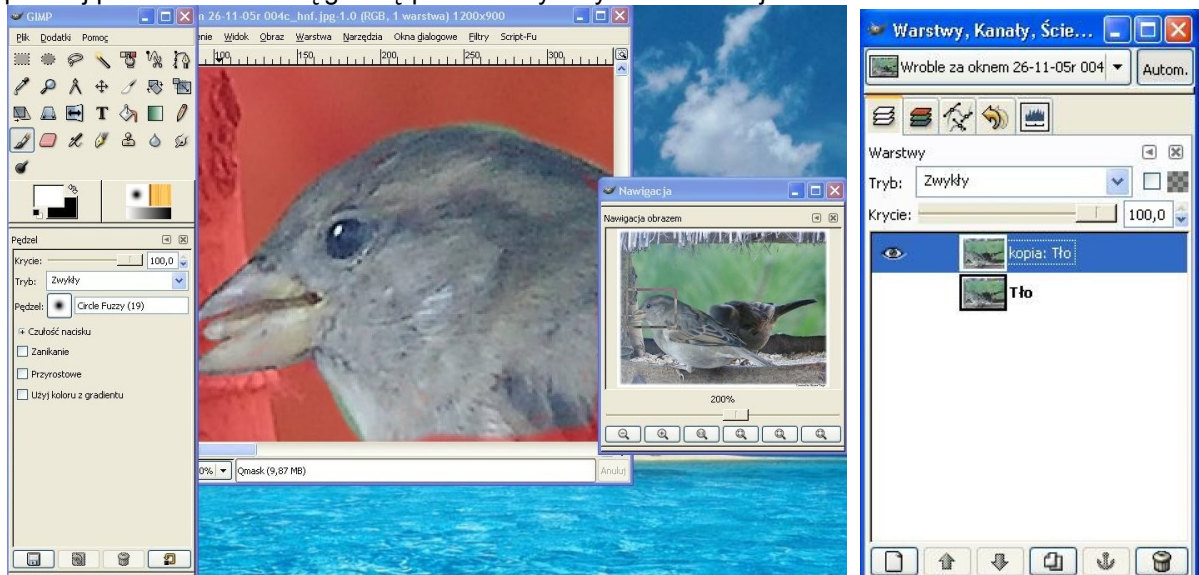 GIMP
n 26-11-05r 004c_hnf.jpg-1.0 (RGB, 1 warstwa) 1200x900
Plik Dodatki Pomoc
Widok Obraz Warstwa Narzędzia Okna dialogowe Filtry Script-Fu
100 150 200 250 300
Pędzel
Krycie: 100,0
Tryb: Zwykły
Pędzel: Circle Fuzzy (19)
Czułość nacisku
Zanikanie
Przyrostowe
Użyj koloru z gradientu
0% Qmask (9,87 MB) Anuluj
Nawigacja
Nawigacja obrazem
200%
Warstwy, Kanały, Ście...
Wroble za oknem 26-11-05r 004 Autom.
Warstwy
Tryb: Zwykły
Krycie: 100,0
kopia: Tło
Tło